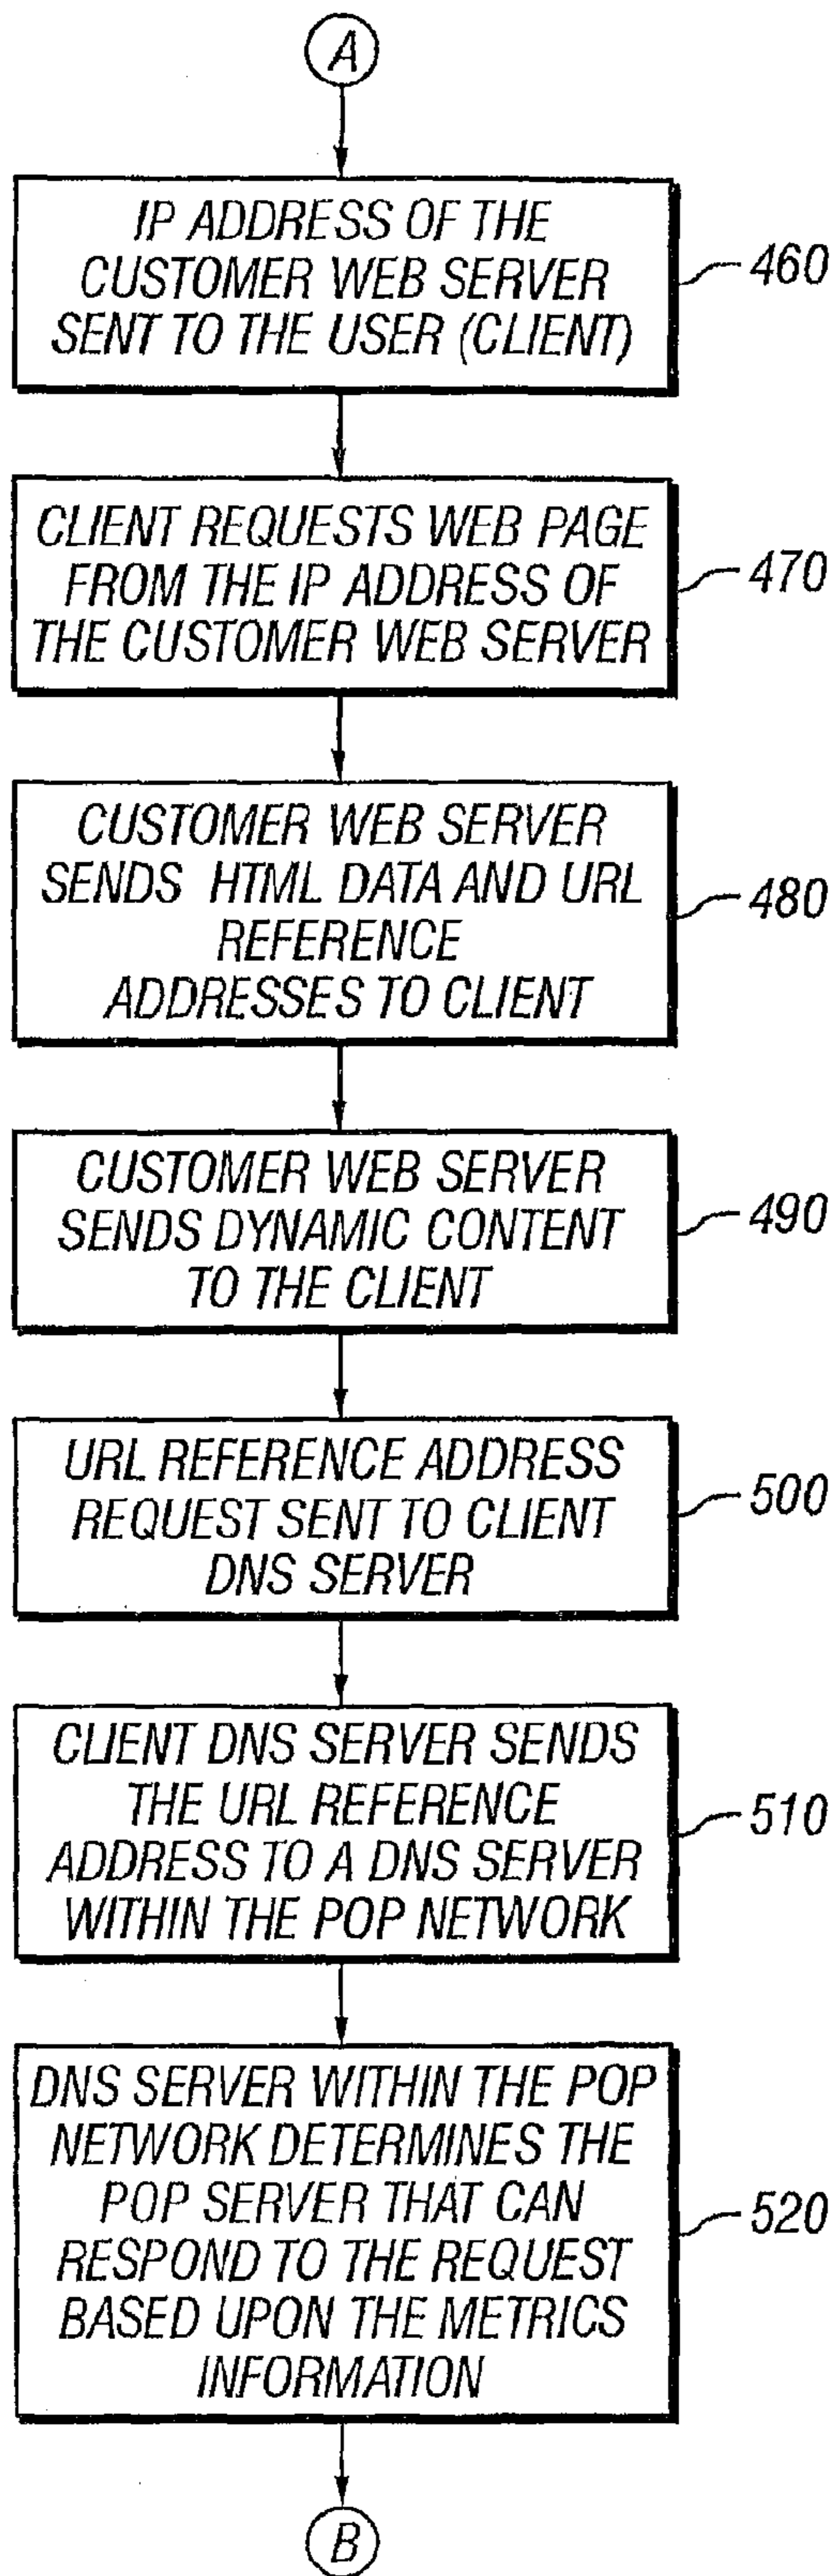 A
IP ADDRESS OF THE
CUSTOMER WEB SERVER
SENT TO THE USER (CLIENT)
460
CLIENT REQUESTS WEB PAGE
FROM THE IP ADDRESS OF
THE CUSTOMER WEB SERVER
470
CUSTOMER WEB SERVER
SENDS HTML DATA AND URL
REFERENCE
ADDRESSES TO CLIENT
480
CUSTOMER WEB SERVER
SENDS DYNAMIC CONTENT
TO THE CLIENT
490
URL REFERENCE ADDRESS
REQUEST SENT TO CLIENT
DNS SERVER
500
CLIENT DNS SERVER SENDS
THE URL REFERENCE
ADDRESS TO A DNS SERVER
WITHIN THE POP NETWORK
510
DNS SERVER WITHIN THE POP
NETWORK DETERMINES THE
POP SERVER THAT CAN
RESPOND TO THE REQUEST
BASED UPON THE METRICS
INFORMATION
520
B